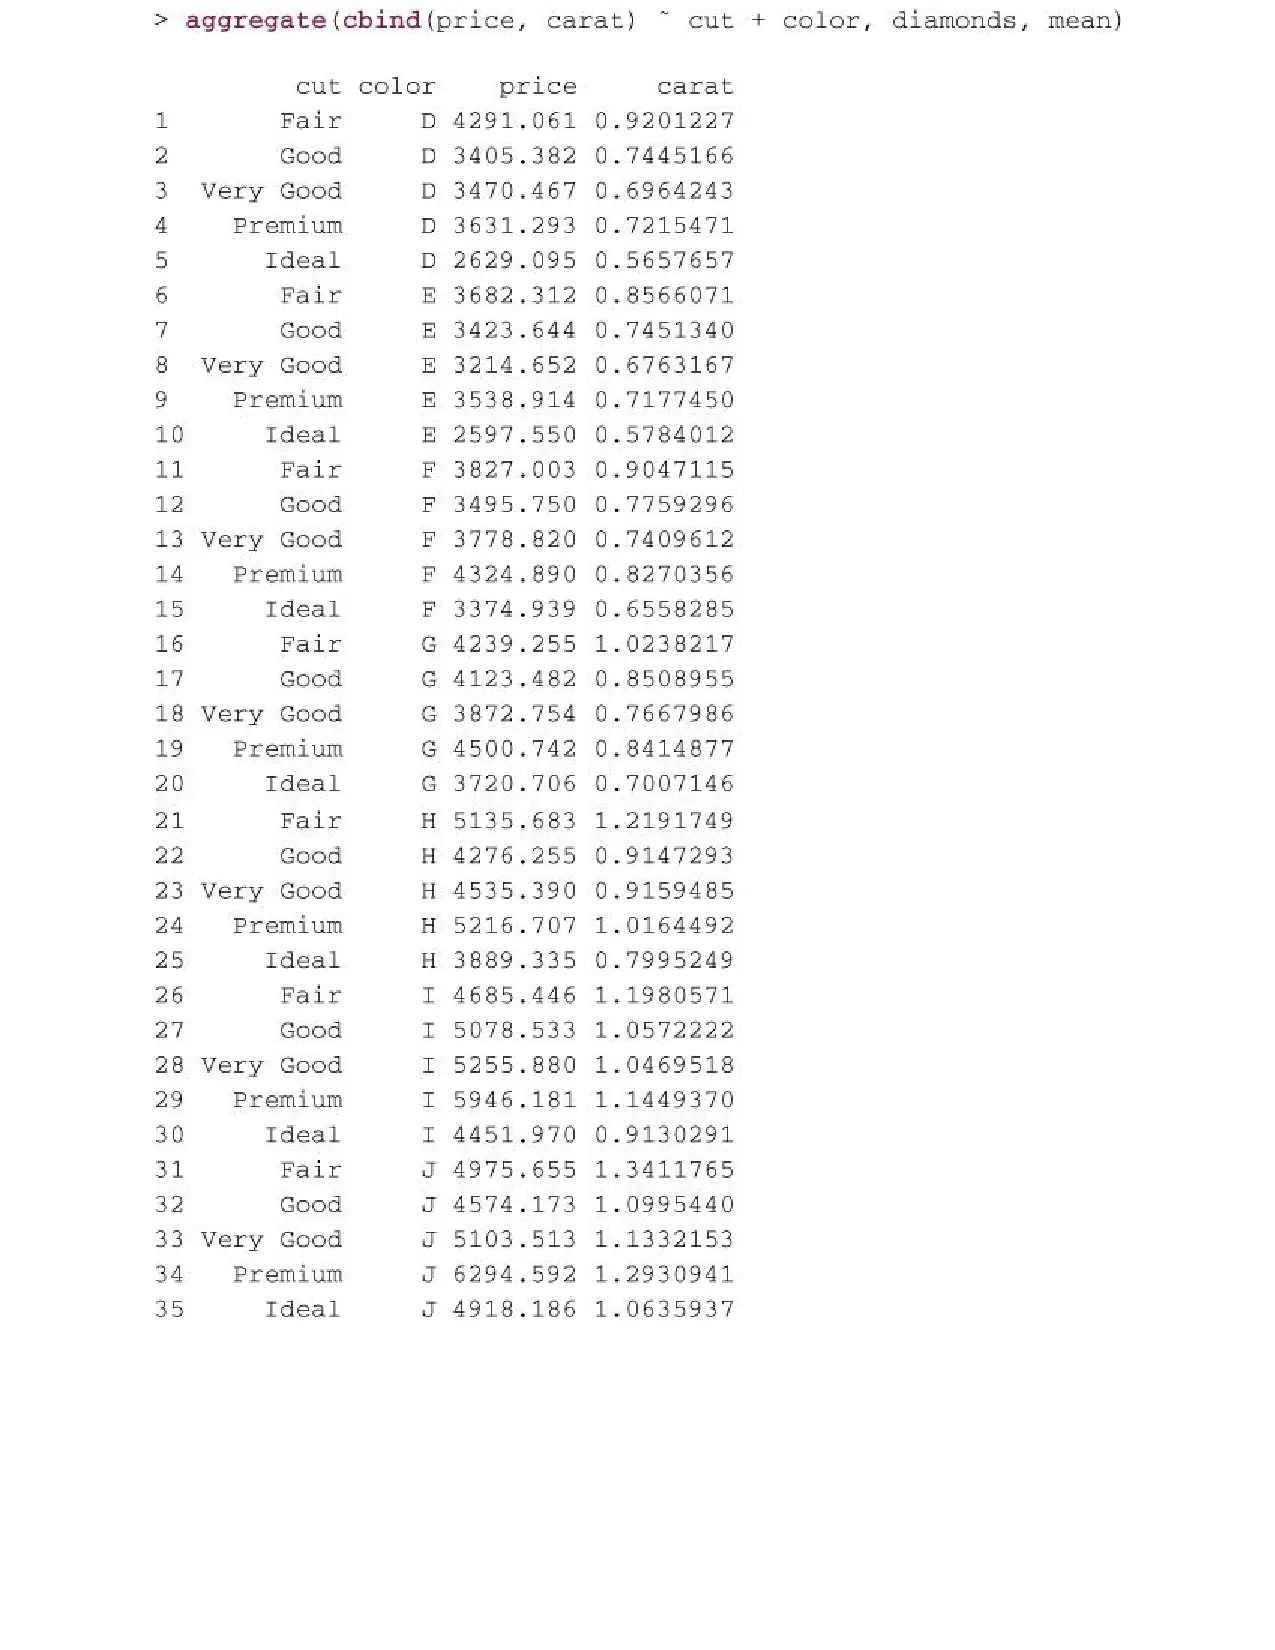 > aggregate(cbind(price, carat) ~ cut + color, diamonds, mean)
cut color price carat
1 Fair D 4291.061 0.9201227
2 Good D 3405.382 0.7445166
3 Very Good D 3470.467 0.6964243
4 Premium D 3631.293 0.7215471
5 Ideal D 2629.095 0.5657657
6 Fair E 3682.312 0.8566071
7 Good E 3423.644 0.7451340
8 Very Good E 3214.652 0.6763167
9 Premium E 3538.914 0.7177450
10 Ideal E 2597.550 0.5784012
11 Fair F 3827.003 0.9047115
12 Good F 3495.750 0.7759296
13 Very Good F 3778.820 0.7409612
14 Premium F 4324.890 0.8270356
15 Ideal F 3374.939 0.6558285
16 Fair G 4239.255 1.0238217
17 Good G 4123.482 0.8508955
18 Very Good G 3872.754 0.7667986
19 Premium G 4500.742 0.8414877
20 Ideal G 3720.706 0.7007146
21 Fair H 5135.683 1.2191749
22 Good H 4276.255 0.9147293
23 Very Good H 4535.390 0.9159485
24 Premium H 5216.707 1.0164492
25 Ideal H 3889.335 0.7995249
26 Fair I 4685.446 1.1980571
27 Good I 5078.533 1.0572222
28 Very Good I 5255.880 1.0469518
29 Premium I 5946.181 1.1449370
30 Ideal I 4451.970 0.9130291
31 Fair J 4975.655 1.3411765
32 Good J 4574.173 1.0995440
33 Very Good J 5103.513 1.1332153
34 Premium J 6294.592 1.2930941
35 Ideal J 4918.186 1.0635937